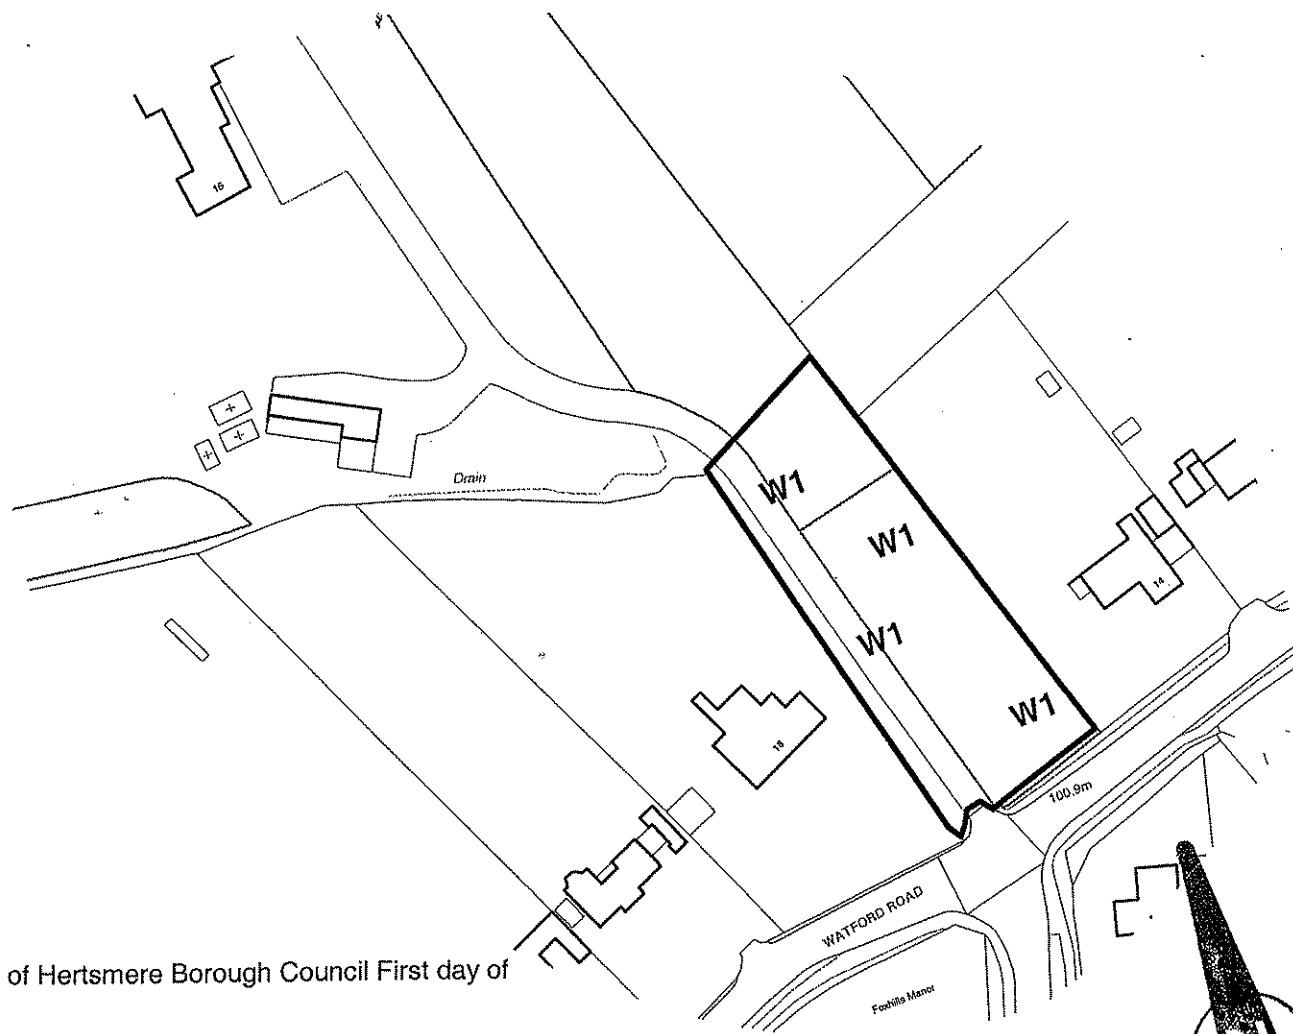 16
Drain
W1
W1
W1
W1
14
18
100.9m
WATFORD ROAD
Foxhills Manor
of Hertsmere Borough Council First day of